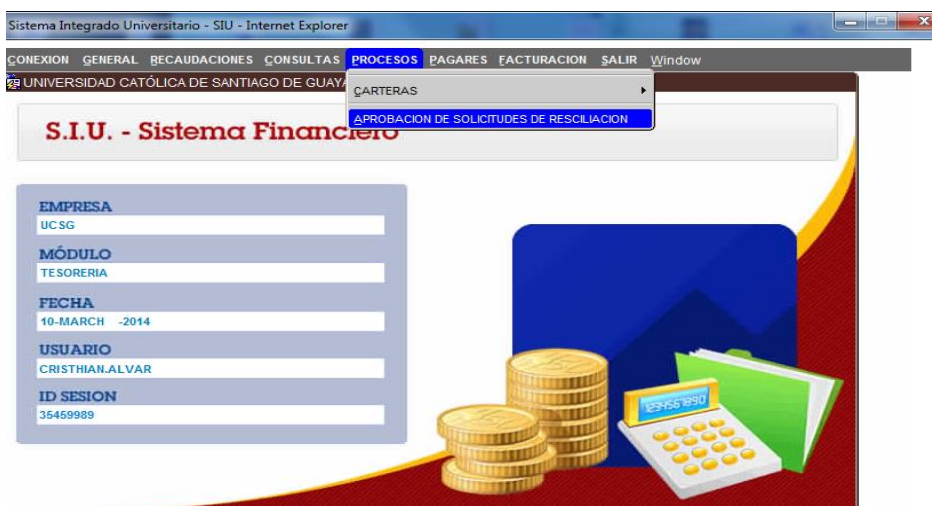 Sistema Integrado Universitario - SIU - Internet Explorer
CONEXION GENERAL RECAUDACIONES CONSULTAS PROCESOS PAGARES FACTURACION SALIR Window
UNIVERSIDAD CATÓLICA DE SANTIAGO DE GUAYA
CARTERAS
APROBACION DE SOLICITUDES DE RESCILIACION
S.I.U. - Sistema Financiero
EMPRESA
UCSG
MÓDULO
TESORERIA
FECHA
10-MARCH -2014
USUARIO
CRISTHIAN.ALVAR
ID SESION
35459989
1234567890